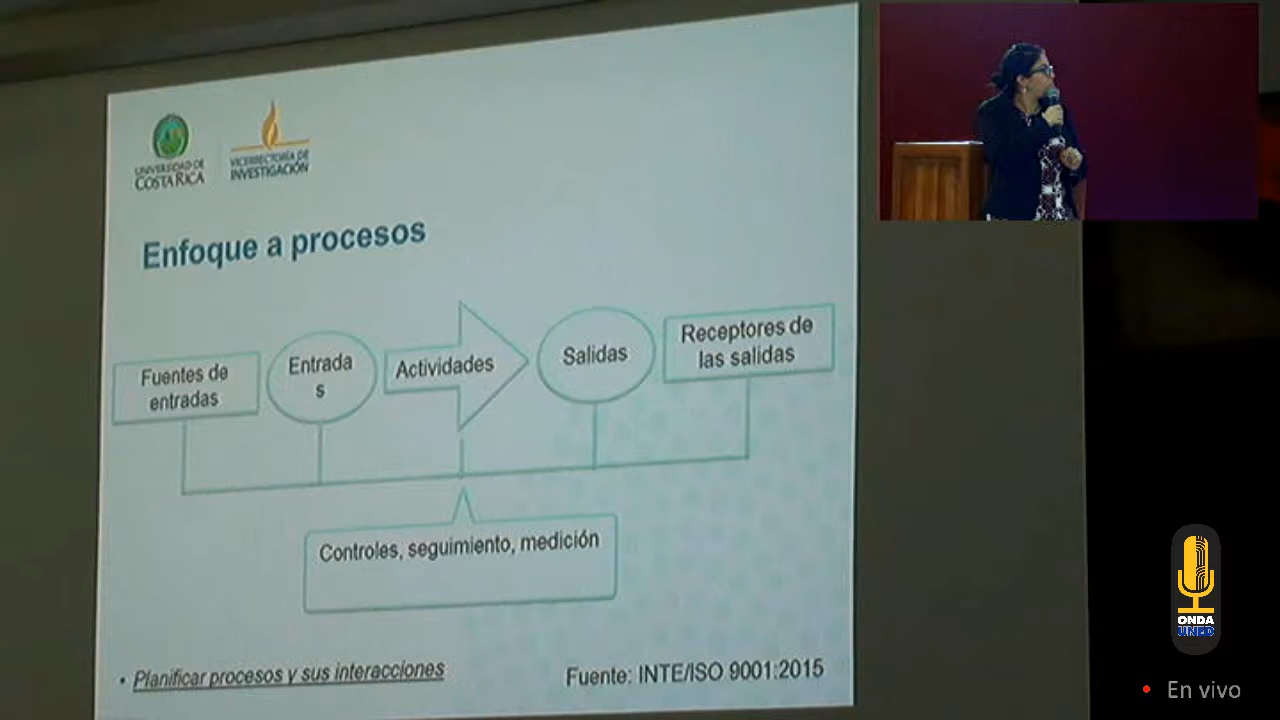 UNIVERSIDAD DE
COSTA RICA
VICERRECTORÍA DE
INVESTIGACIÓN
Enfoque a procesos
Fuentes de
entradas
Entrada
s
Actividades
Salidas
Receptores de
las salidas
Controles, seguimiento, medición
• Planificar procesos y sus interacciones
Fuente: INTE/ISO 9001:2015
ONDA
UNED
• En vivo